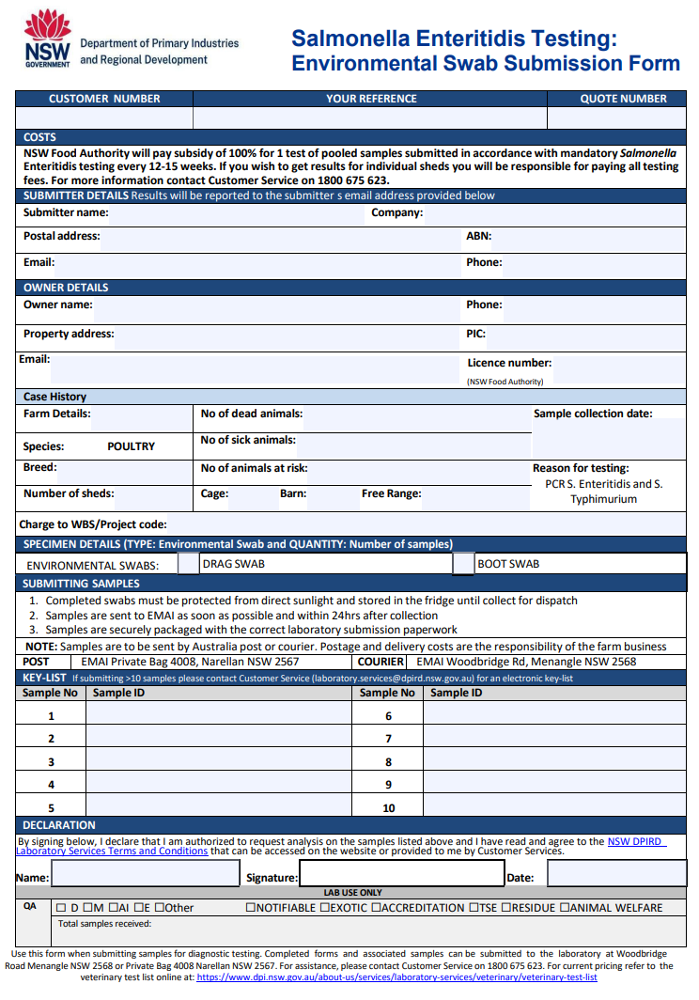 NSW
GOVERNMENT
Department of Primary Industries
and Regional Development
Salmonella Enteritidis Testing:
Environmental Swab Submission Form
CUSTOMER NUMBER YOUR REFERENCE QUOTE NUMBER
COSTS
NSW Food Authority will pay subsidy of 100% for 1 test of pooled samples submitted in accordance with mandatory Salmonella
Enteritidis testing every 12-15 weeks. If you wish to get results for individual sheds you will be responsible for paying all testing
fees. For more information contact Customer Service on 1800 675 623.
SUBMITTER DETAILS Results will be reported to the submitter s email address provided below
Submitter name: Company:
Postal address: ABN:
Email: Phone:
OWNER DETAILS
Owner name: Phone:
Property address: PIC:
Email: Licence number:
(NSW Food Authority)
Case History
Farm Details: No of dead animals: Sample collection date:
Species: POULTRY No of sick animals:
Breed: No of animals at risk: Reason for testing:
PCR S. Enteritidis and S.
Typhimurium
Number of sheds: Cage: Barn: Free Range:
Charge to WBS/Project code:
SPECIMEN DETAILS (TYPE: Environmental Swab and QUANTITY: Number of samples)
ENVIRONMENTAL SWABS: DRAG SWAB BOOT SWAB
SUBMITTING SAMPLES
1. Completed swabs must be protected from direct sunlight and stored in the fridge until collect for dispatch
2. Samples are sent to EMAI as soon as possible and within 24hrs after collection
3. Samples are securely packaged with the correct laboratory submission paperwork
NOTE: Samples are to be sent by Australia post or courier. Postage and delivery costs are the responsibility of the farm business
POST EMAI Private Bag 4008, Narellan NSW 2567 COURIER EMAI Woodbridge Rd, Menangle NSW 2568
KEY-LIST If submitting >10 samples please contact Customer Service (laboratory.services@dpird.nsw.gov.au) for an electronic key-list
Sample No Sample ID Sample No Sample ID
1 6
2 7
3 8
4 9
5 10
DECLARATION
By signing below, I declare that I am authorized to request analysis on the samples listed above and I have read and agree to the NSW DPIRD
Laboratory Services Terms and Conditions that can be accessed on the website or provided to me by Customer Services.
Name: Signature: Date:
LAB USE ONLY
QA ☐ D ☐M ☐AI ☐E ☐Other ☐NOTIFIABLE ☐EXOTIC ☐ACCREDITATION ☐TSE ☐RESIDUE ☐ANIMAL WELFARE
Total samples received:
Use this form when submitting samples for diagnostic testing. Completed forms and associated samples can be submitted to the laboratory at Woodbridge
Road Menangle NSW 2568 or Private Bag 4008 Narellan NSW 2567. For assistance, please contact Customer Service on 1800 675 623. For current pricing refer to the
veterinary test list online at: https://www.dpi.nsw.gov.au/about-us/services/laboratory-services/veterinary/veterinary-test-list